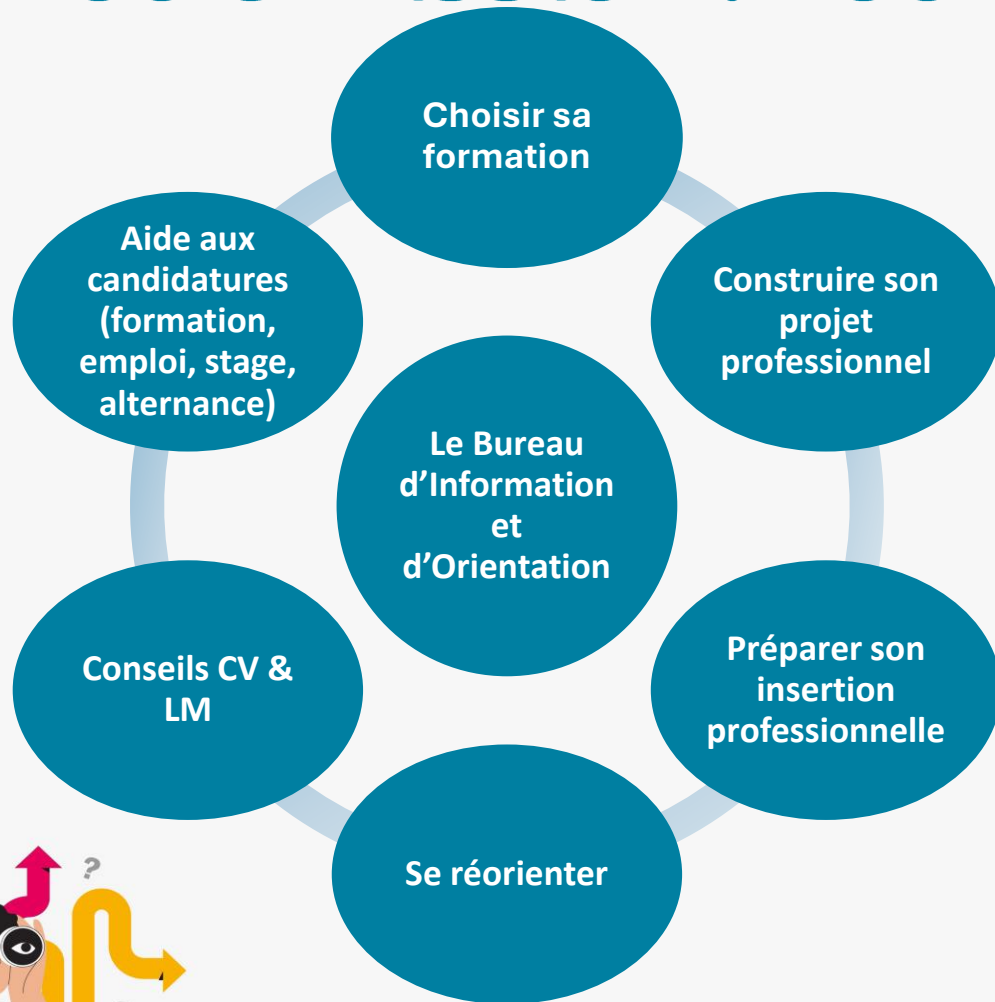 Choisir sa
formation
Construire son
projet
professionnel
Préparer son
insertion
professionnelle
Se réorienter
Conseils CV &
LM
Aide aux
candidatures
(formation,
emploi, stage,
alternance)
Le Bureau
d’Information
et
d’Orientation
?